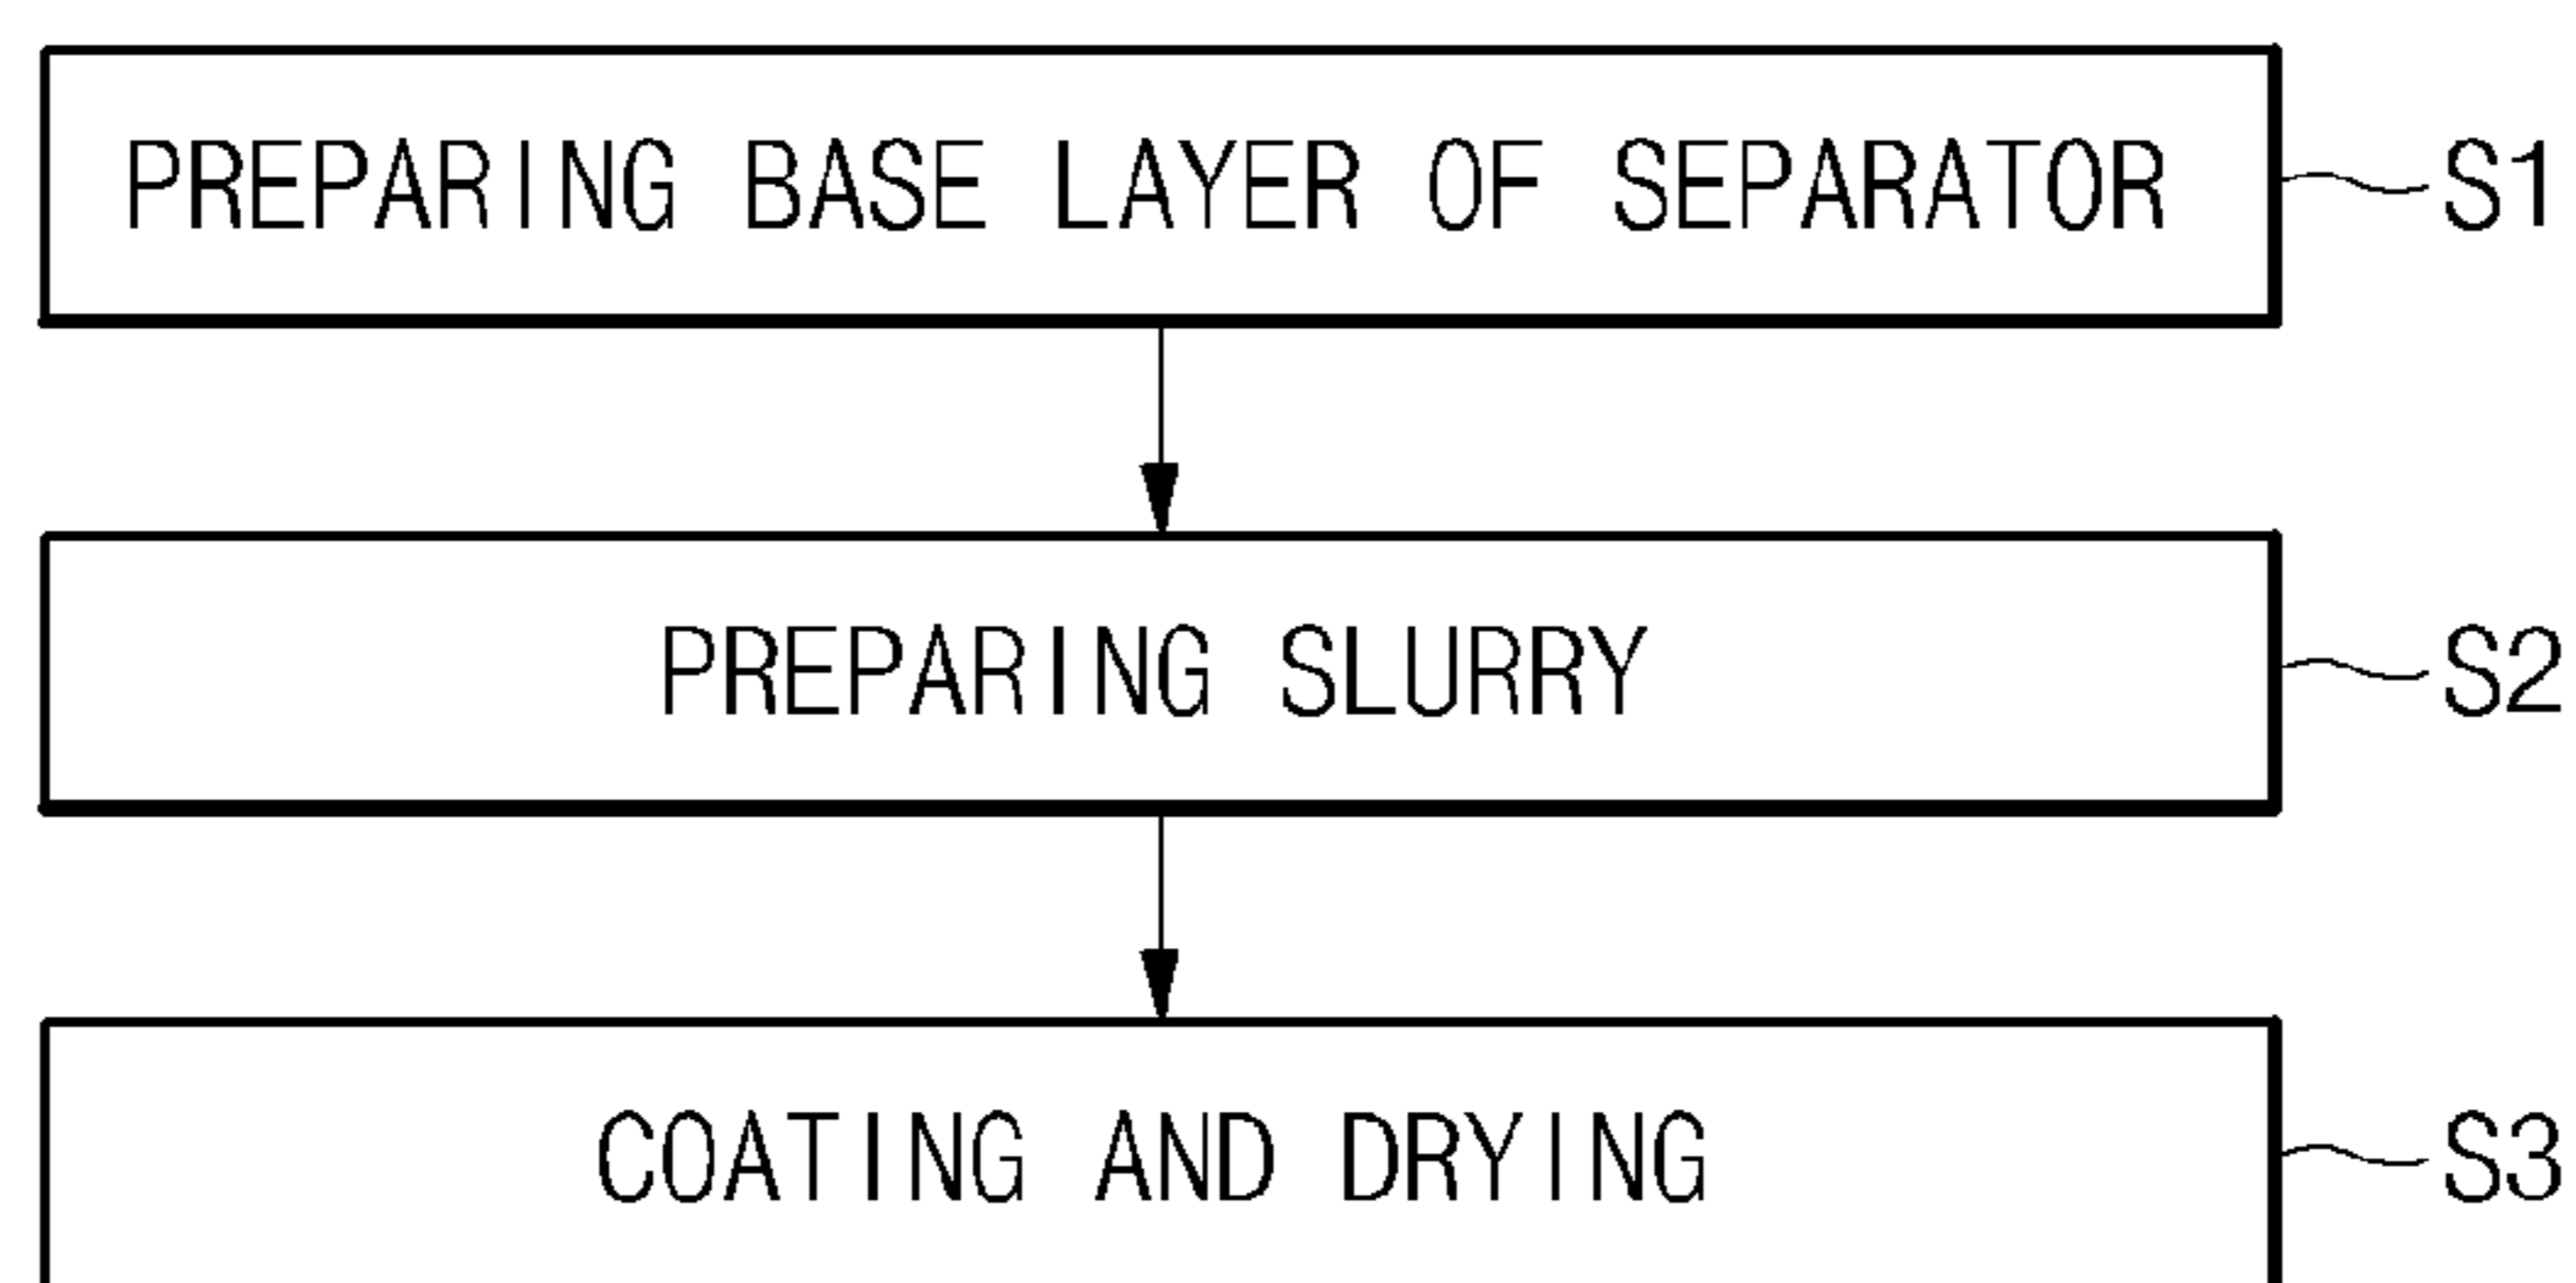 PREPARING BASE LAYER OF SEPARATOR S1
PREPARING SLURRY S2
COATING AND DRYING S3